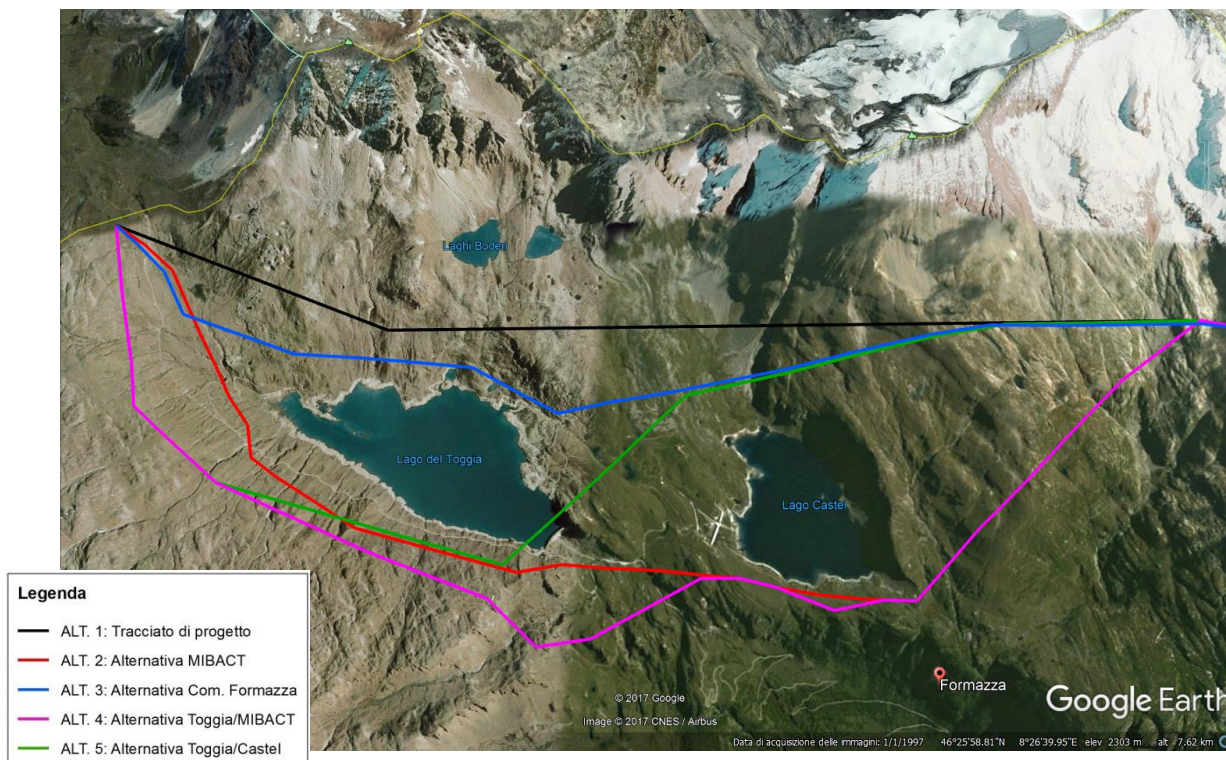 Laghi Boden
Lago del Toggia
Lago Castel
Legenda
ALT. 1: Tracciato di progetto
ALT. 2: Alternativa MIBACT
ALT. 3: Alternativa Com. Formazza
ALT. 4: Alternativa Toggia/MIBACT
ALT. 5: Alternativa Toggia/Castel
Formazza
© 2017 Google
Image © 2017 CNES / Airbus
Google Earth
Data di acquisizione delle immagini: 1/1/1997 46°25'58.81"N 8°26'39.95"E elev 2303 m alt 7.62 km